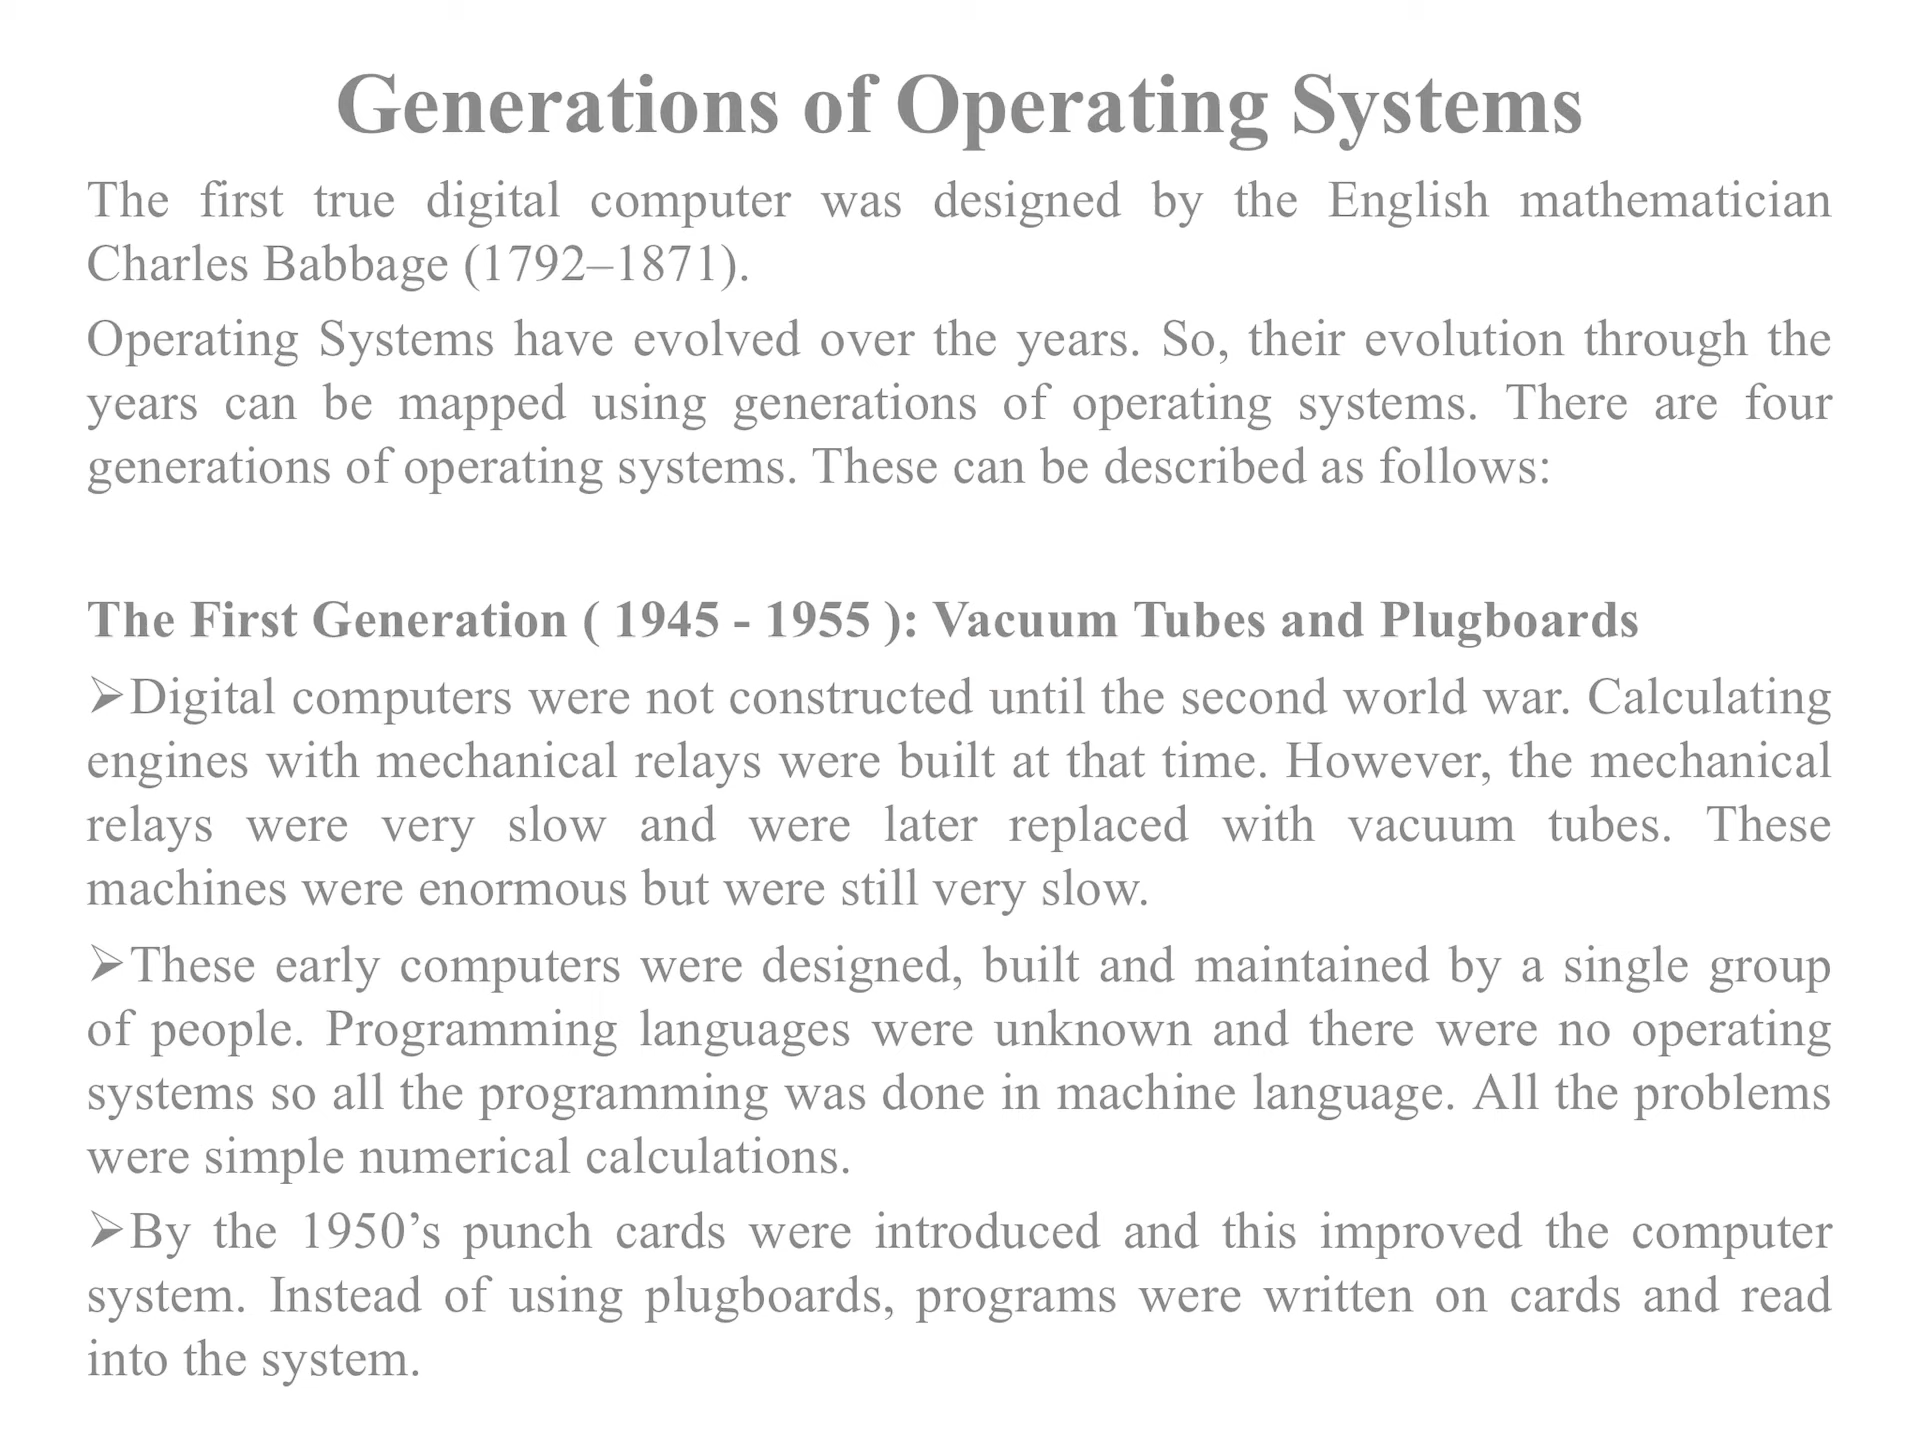 Generations of Operating Systems
The first true digital computer was designed by the English mathematician
Charles Babbage (1792–1871).
Operating Systems have evolved over the years. So, their evolution through the
years can be mapped using generations of operating systems. There are four
generations of operating systems. These can be described as follows:
The First Generation ( 1945 - 1955 ): Vacuum Tubes and Plugboards
➢Digital computers were not constructed until the second world war. Calculating
engines with mechanical relays were built at that time. However, the mechanical
relays were very slow and were later replaced with vacuum tubes. These
machines were enormous but were still very slow.
➢These early computers were designed, built and maintained by a single group
of people. Programming languages were unknown and there were no operating
systems so all the programming was done in machine language. All the problems
were simple numerical calculations.
➢By the 1950’s punch cards were introduced and this improved the computer
system. Instead of using plugboards, programs were written on cards and read
into the system.